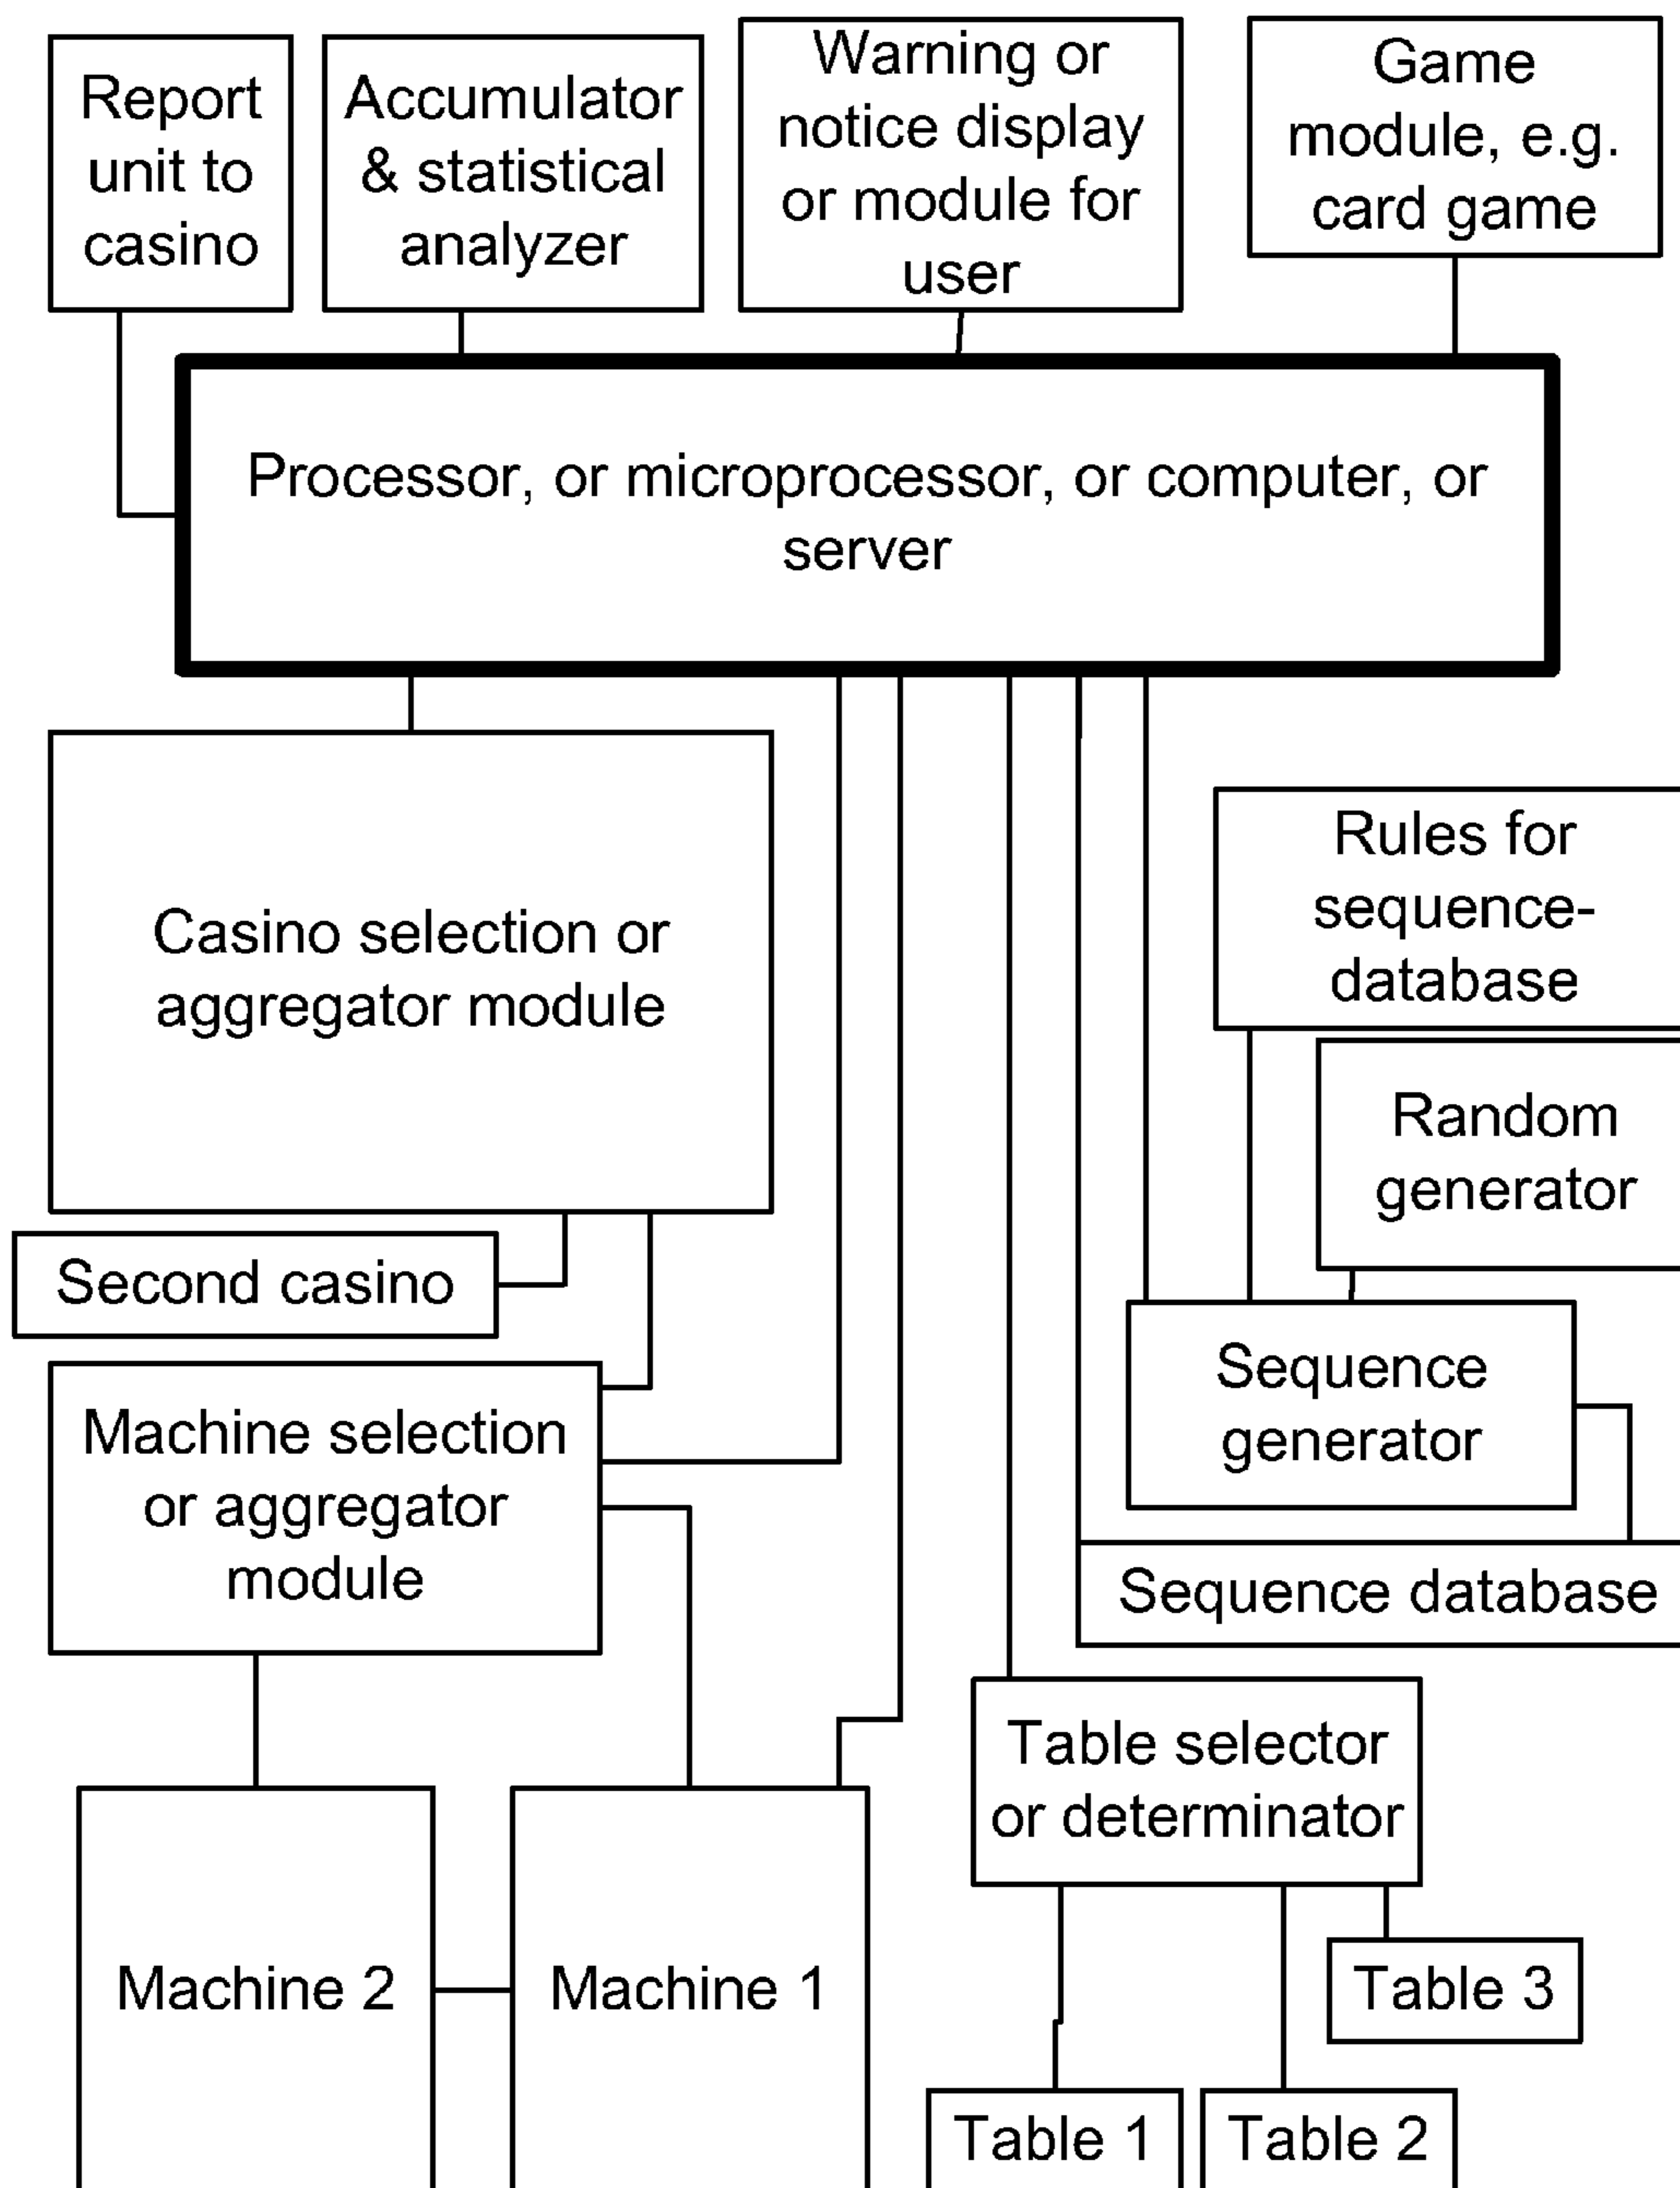 Report
unit to
casino
Accumulator
& statistical
analyzer
Warning or
notice display
or module for
user
Game
module, e.g.
card game
Processor, or microprocessor, or computer, or
server
Casino selection or
aggregator module
Rules for
sequence-
database
Random
generator
Second casino
Sequence
generator
Machine selection
or aggregator
module
Sequence database
Table selector
or determinator
Machine 2
Machine 1
Table 3
Table 1
Table 2